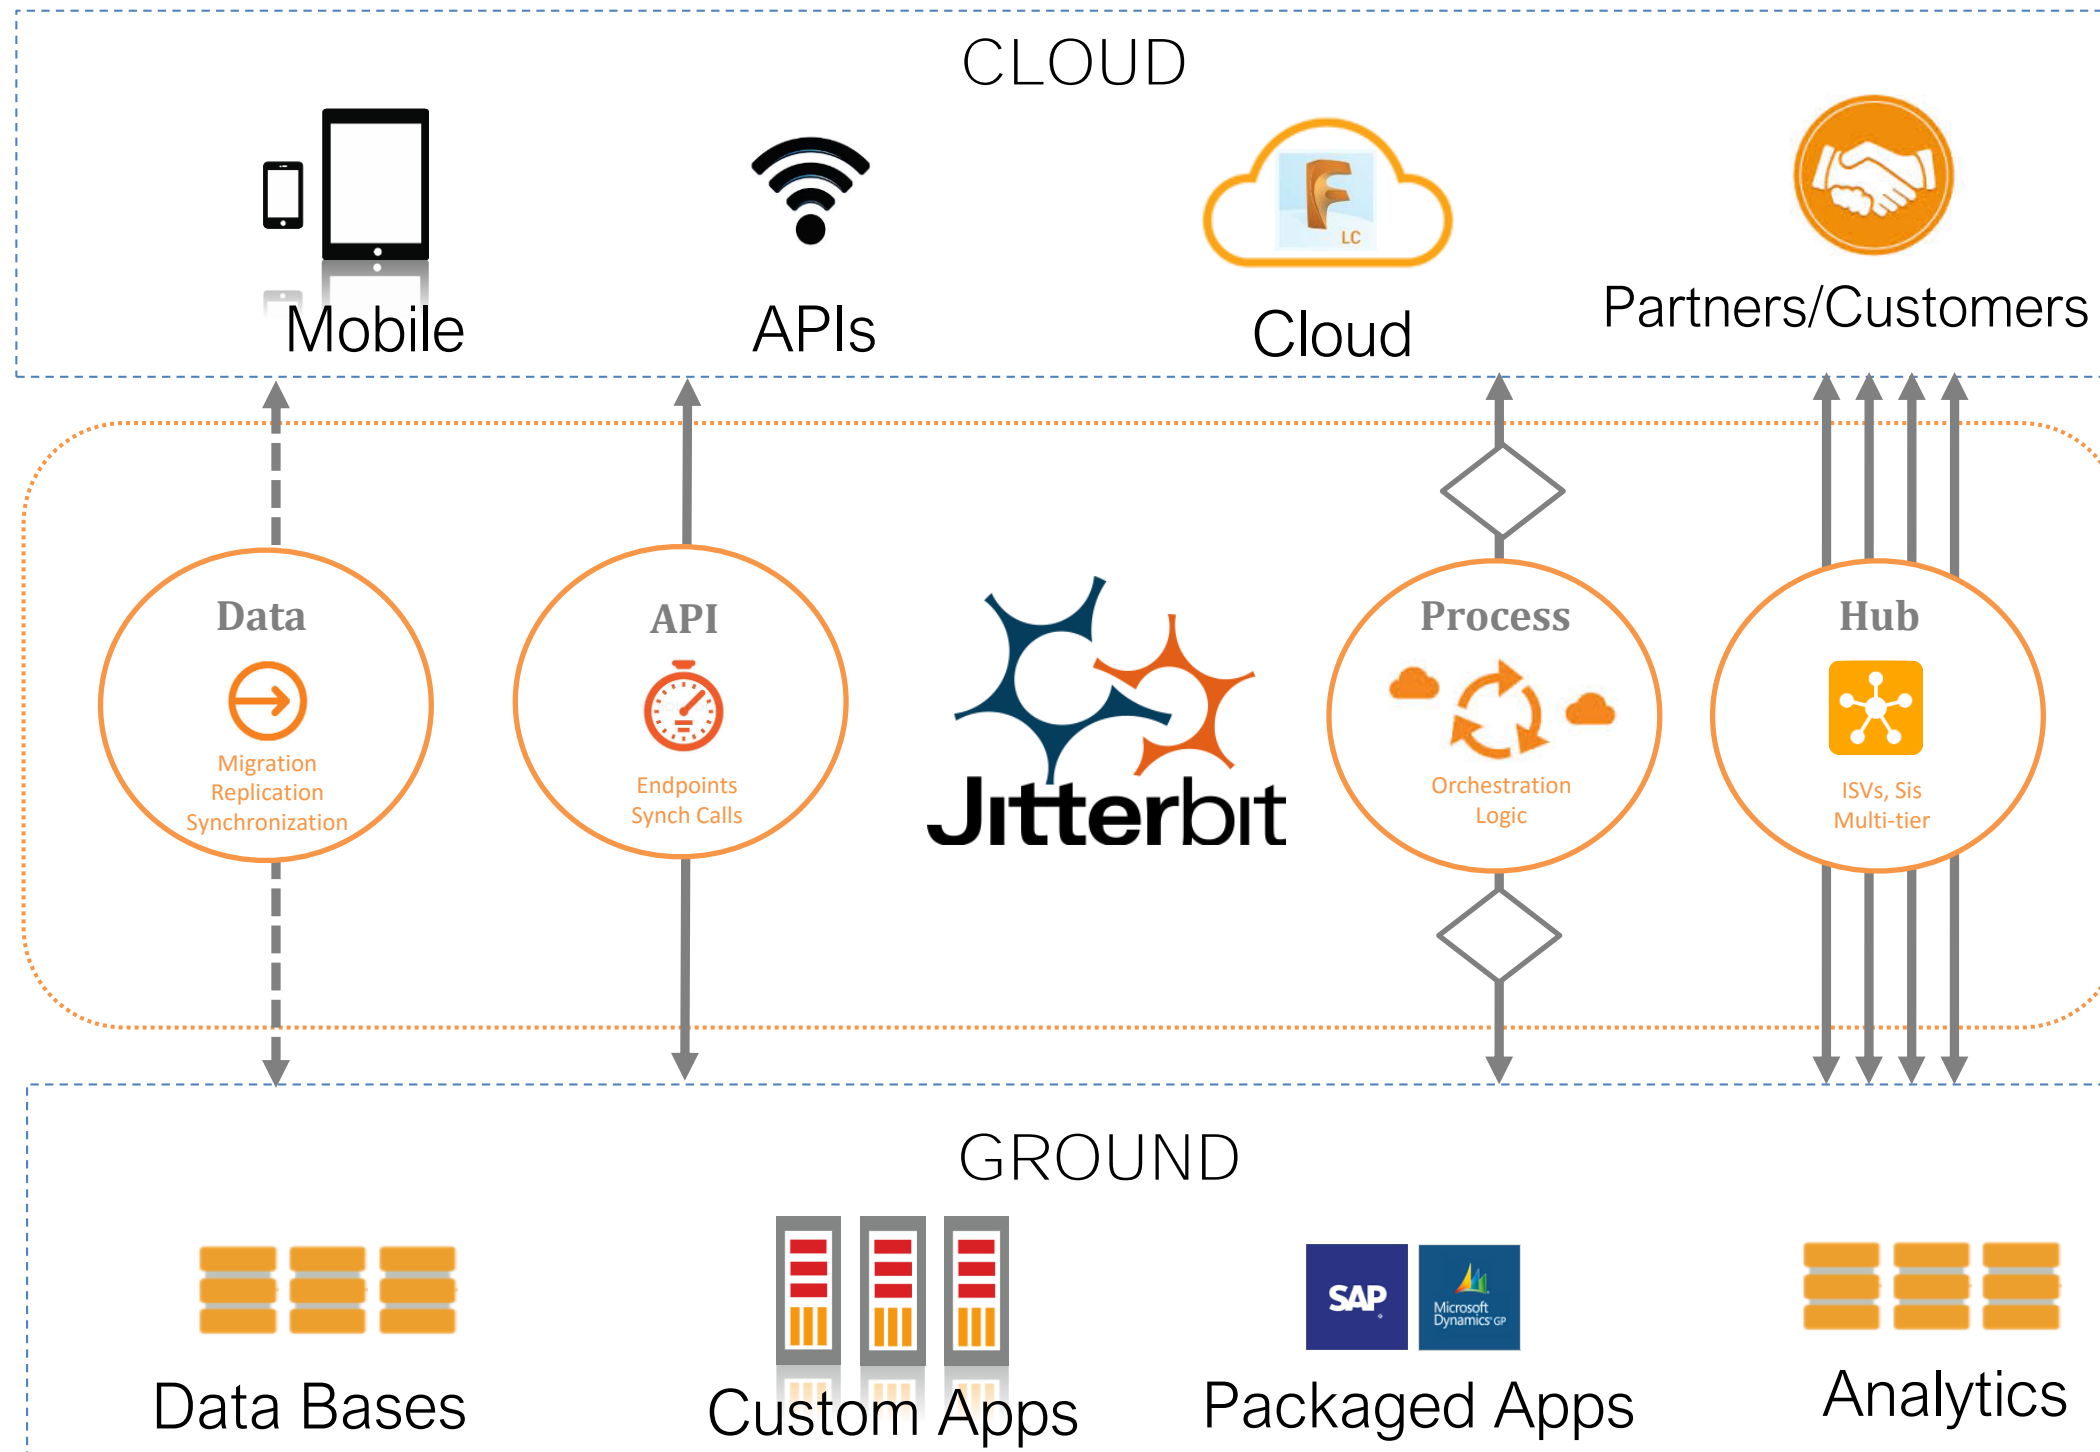 CLOUD
LC
Mobile
APIs
Cloud
Partners/Customers
Data
Migration
Replication
Synchronization
API
Endpoints
Synch Calls
Jitterbit
Process
Orchestration
Logic
Hub
ISVs, Sis
Multi-tier
GROUND
SAP
Microsoft
Dynamics GP
Data Bases
Custom Apps
Packaged Apps
Analytics